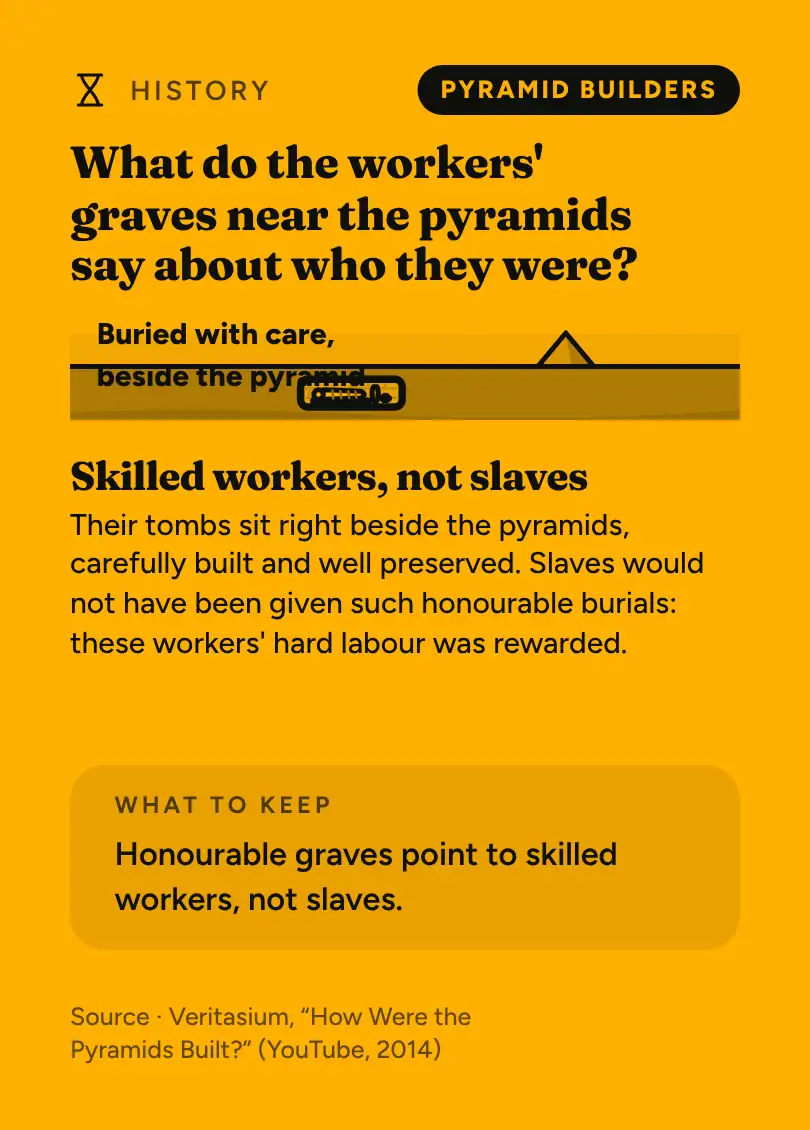 HISTORY
PYRAMID BUILDERS
What do the workers'
graves near the pyramids
say about who they were?
Buried with care,
beside the pyramid
Skilled workers, not slaves
Their tombs sit right beside the pyramids,
carefully built and well preserved. Slaves would
not have been given such honourable burials:
these workers' hard labour was rewarded.
WHAT TO KEEP
Honourable graves point to skilled
workers, not slaves.
Source · Veritasium, “How Were the
Pyramids Built?” (YouTube, 2014)